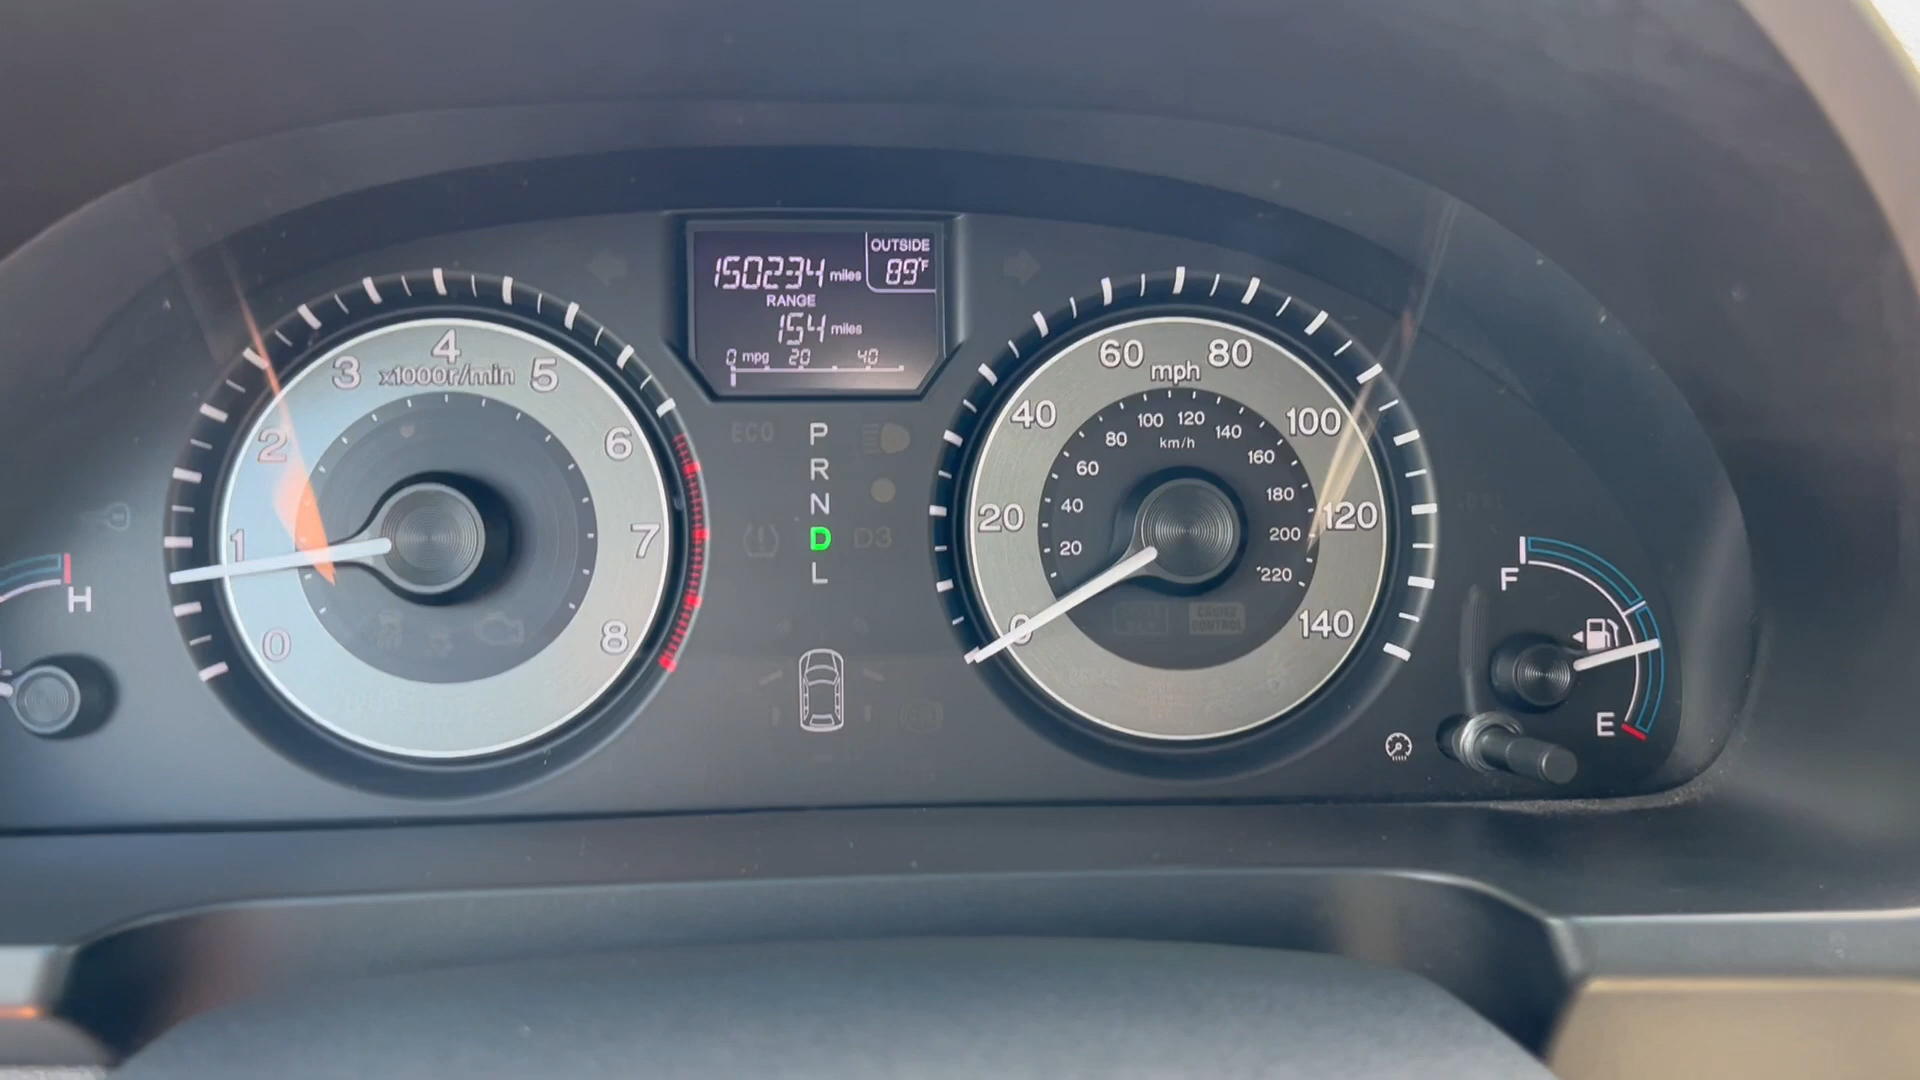 150234 miles
OUTSIDE
89°F
RANGE
154 miles
0 mpg 20 40
ECO
P
R
N
D D3
L
0 1 2 3 4 5 6 7 8
x1000r/min
0 20 40 60 80 100 120 140
mph
20 40 60 80 100 120 140 160 180 200 220
km/h
CRUISE
CONTROL
H
F
E